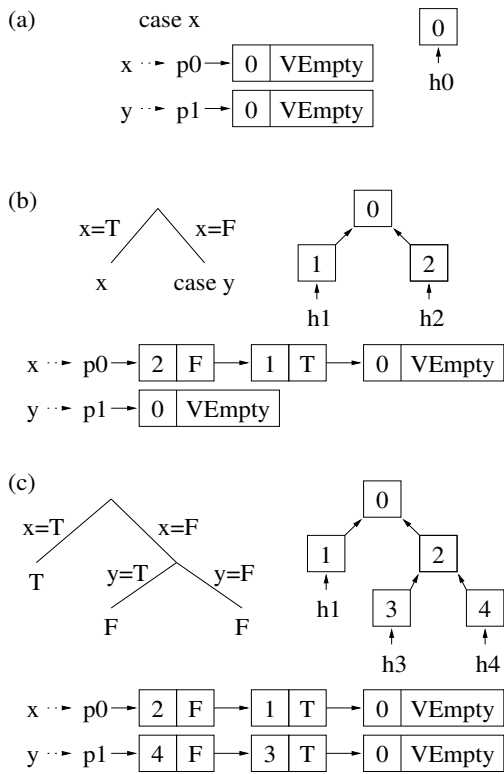 (a)
case x
0
x p0 0 VEmpty
h0
y p1 0 VEmpty
(b)
0
x=T x=F
1 2
x case y
h1 h2
x p0 2 F 1 T 0 VEmpty
y p1 0 VEmpty
(c)
0
x=T x=F
1 2
T y=T y=F
h1 3 4
F F
h3 h4
x p0 2 F 1 T 0 VEmpty
y p1 4 F 3 T 0 VEmpty